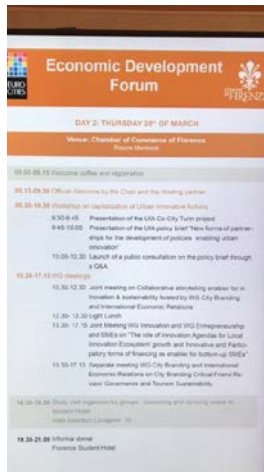 EURO
CITIES
Economic Development
Forum
FIRENZE
DAY 2: THURSDAY 28th OF MARCH
Venue: Chamber of Commerce of Florence
09.00-09.15 Welcome coffee and registration
09.15-09.30 Official Welcome by the Chair and the Hosting partner
09.30-10.30 Workshop on capitalization of Urban Innovative Actions
9:30-9:45 Presentation of the UIA Co-City Turin project
9:45-10:00 Presentation of the UIA policy brief "New forms of partner-
ships for the development of policies enabling urban
innovation"
10.00-10.30 Launch of a public consultation on the policy brief through
a Q&A
10.30-17.15 WG meetings
10.30-12.30 Joint meeting on Collaborative storytelling enabler for in-
novation & sustainability hosted by WG City Branding
and International Economic Relations
12.30- 13.30 Light Lunch
13.30- 17.15 Joint Meeting WG Innovation and WG Entrepreneurship
and SMEs on "The role of Innovation Agendas for Local
Innovation Ecosystem' growth and Innovative and Partici-
patory forms of financing as enabler for bottom-up SMEs"
13.30-17.15 Separate meeting WG City Branding and International
Economic Relations on City Branding Critical Friend Re-
view/ Governance and Tourism Sustainability
Student Hotel
19.30-21.00 Informal dinner
Florence Student Hotel